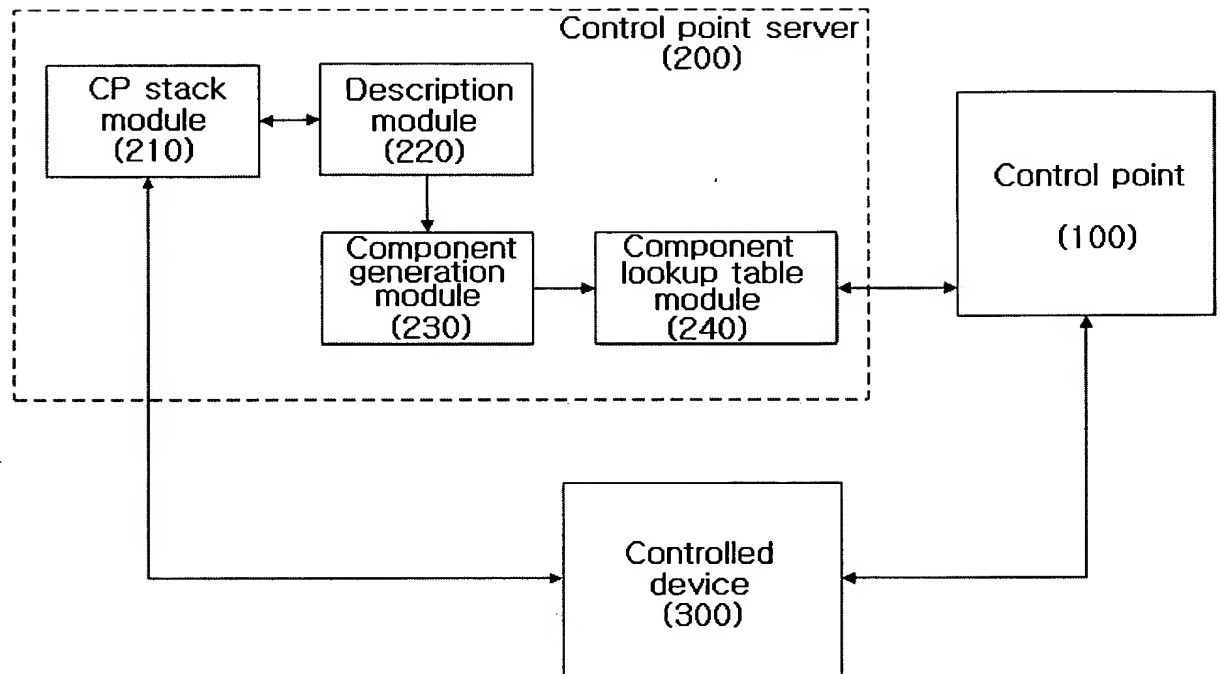 Control point server
(200)
CP stack
module
(210)
Description
module
(220)
Component
generation
module
(230)
Component
lookup table
module
(240)
Control point
(100)
Controlled
device
(300)